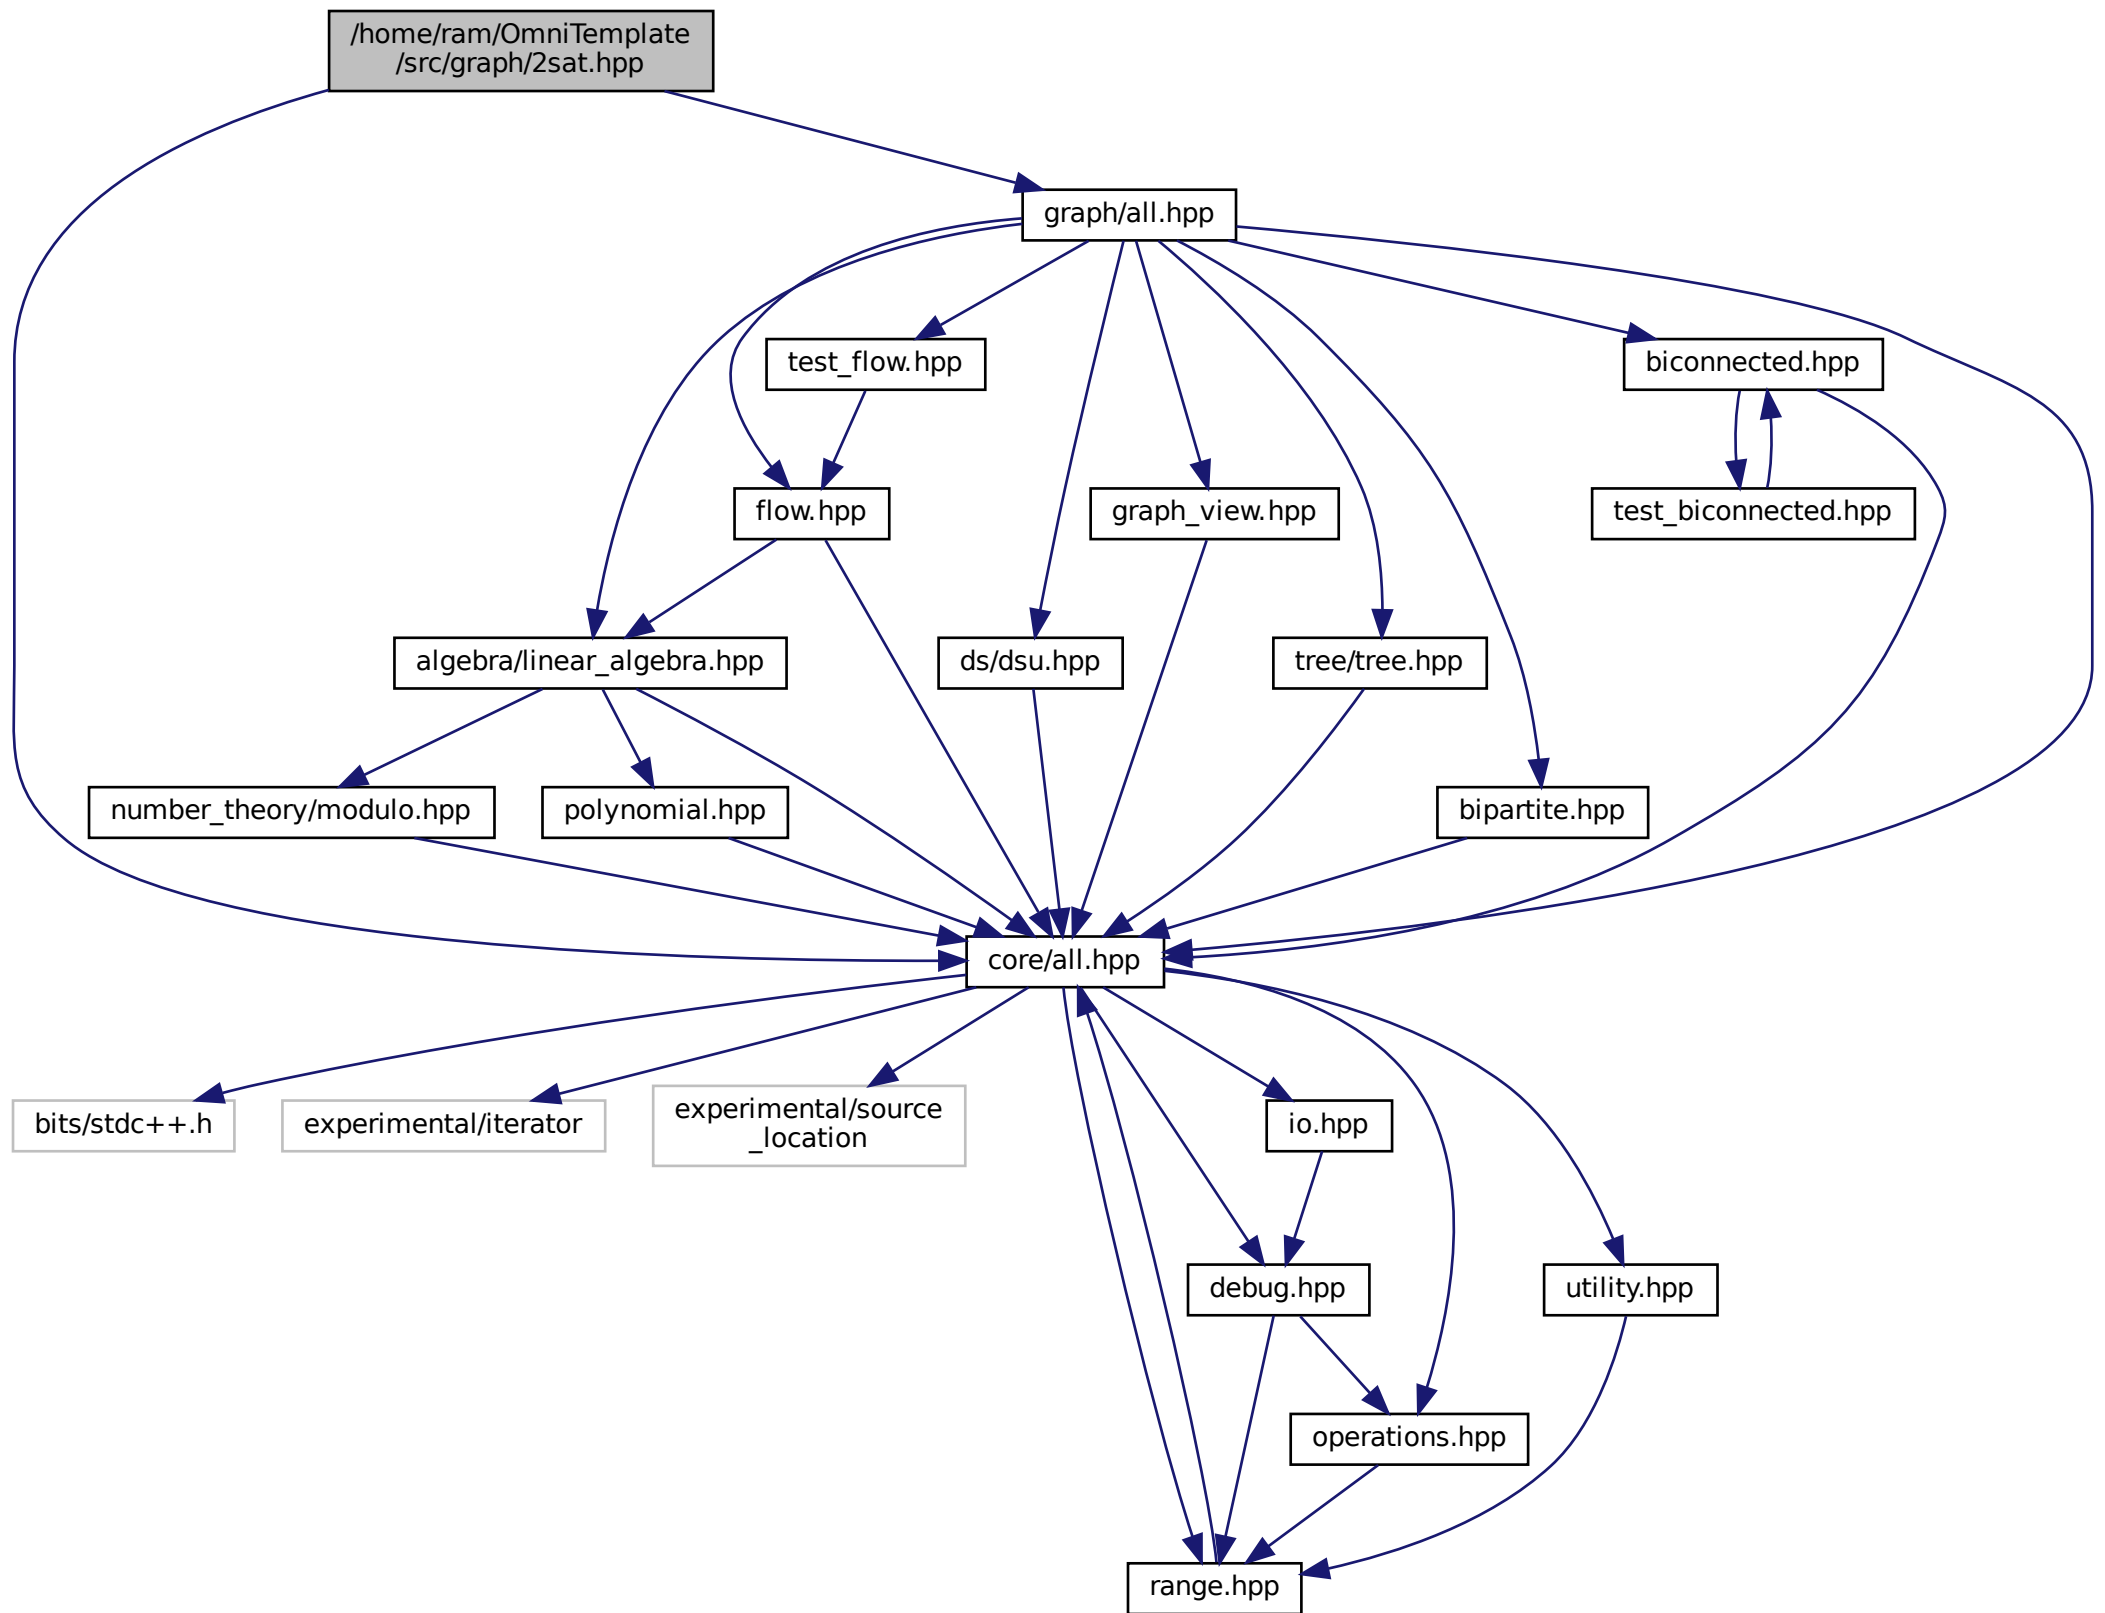 /home/ram/OmniTemplate
/src/graph/2sat.hpp
graph/all.hpp
test_flow.hpp
biconnected.hpp
flow.hpp
graph_view.hpp
test_biconnected.hpp
algebra/linear_algebra.hpp
ds/dsu.hpp
tree/tree.hpp
number_theory/modulo.hpp
polynomial.hpp
bipartite.hpp
core/all.hpp
bits/stdc++.h
experimental/iterator
experimental/source
_location
io.hpp
debug.hpp
utility.hpp
operations.hpp
range.hpp